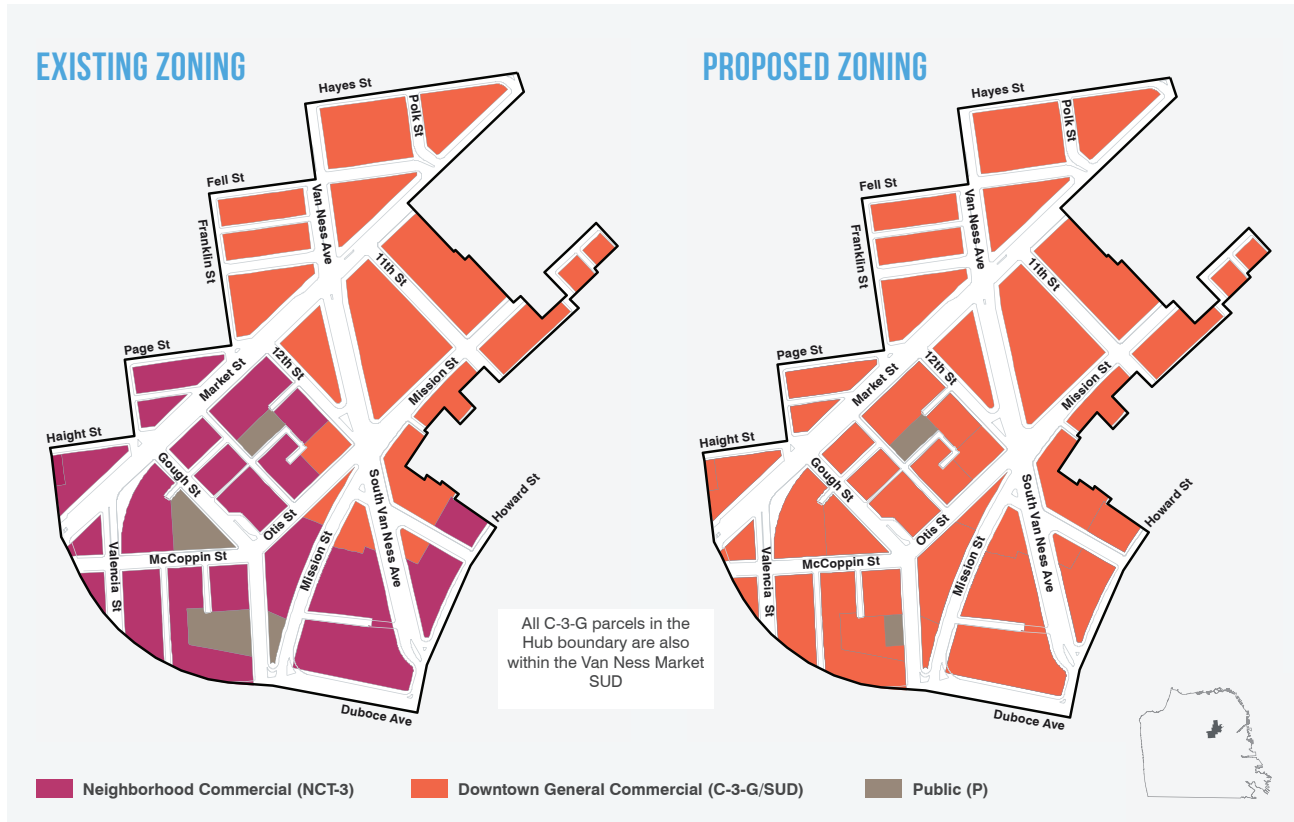 EXISTING ZONING
Hayes St
Polk St
Fell St
Van Ness Ave
Franklin St
11th St
Page St
12th St
Market St
Mission St
Haight St
Gough St
South Van Ness Ave
Howard St
Otis St
McCoppin St
Mission St
Valencia St
Duboce Ave
All C-3-G parcels in the
Hub boundary are also
within the Van Ness Market
SUD
PROPOSED ZONING
Hayes St
Polk St
Fell St
Van Ness Ave
Franklin St
11th St
Page St
12th St
Market St
Mission St
Haight St
Gough St
South Van Ness Ave
Howard St
Otis St
McCoppin St
Mission St
Valencia St
Duboce Ave
Neighborhood Commercial (NCT-3)
Downtown General Commercial (C-3-G/SUD)
Public (P)